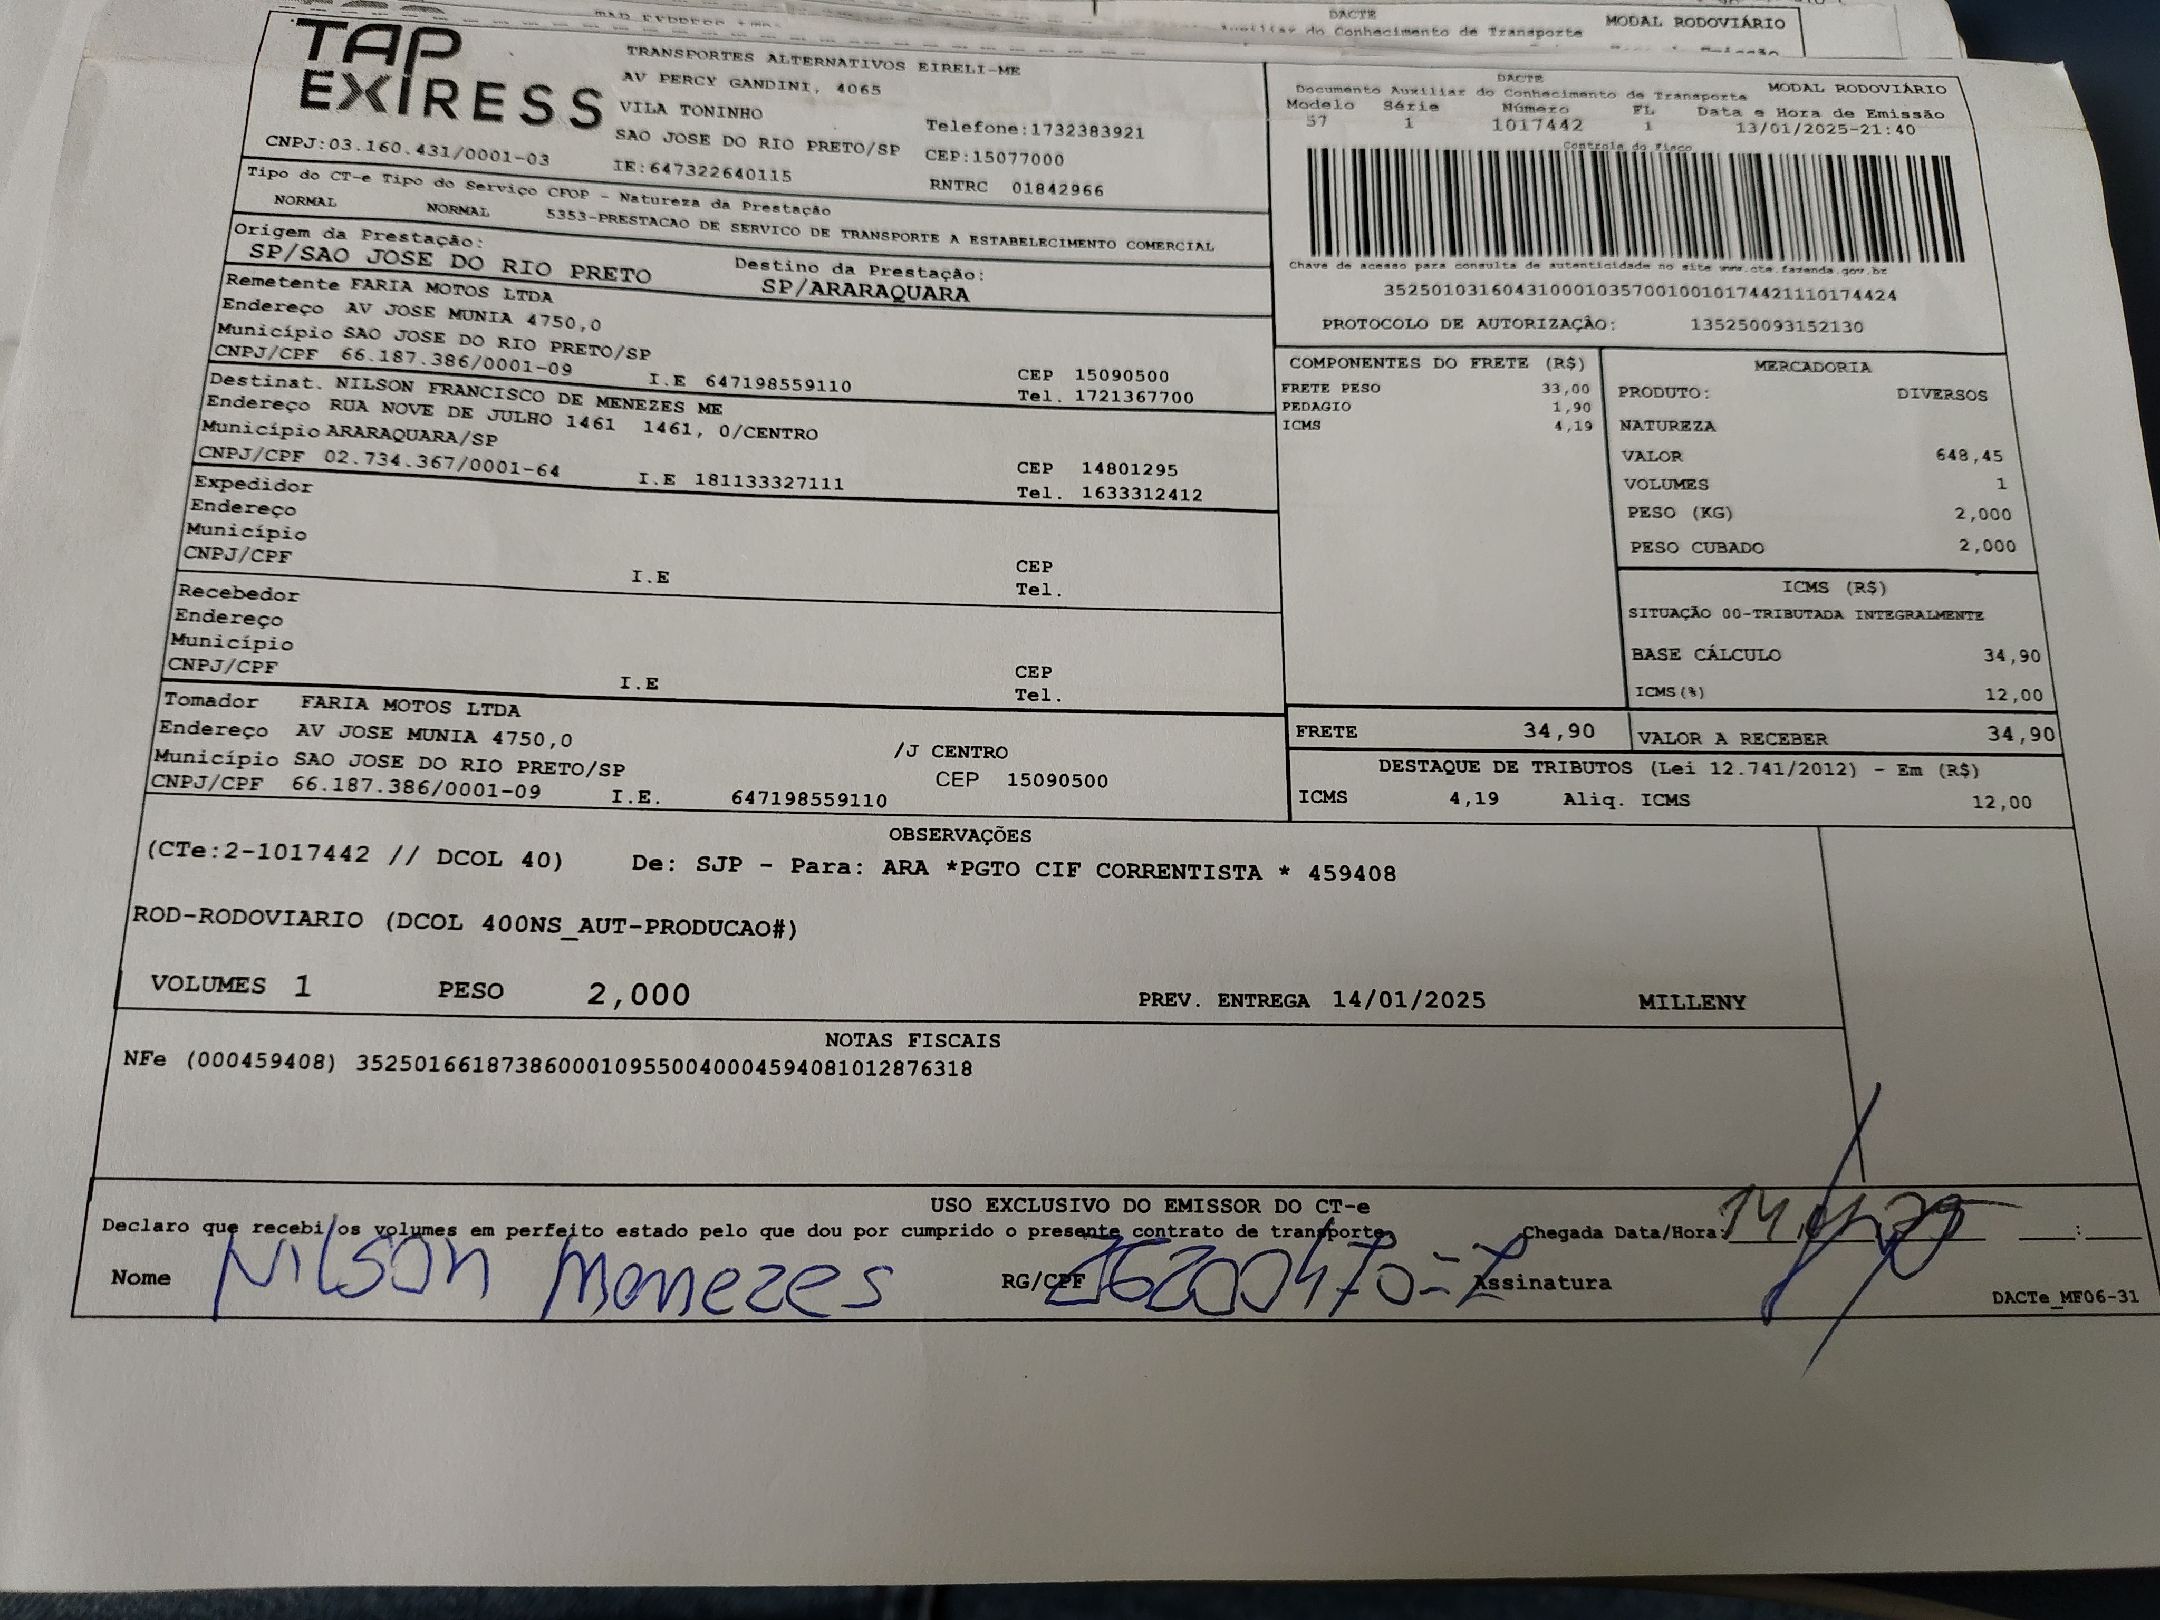 DACTE
MODAL RODOVIÁRIO
do Conhecimento de Transporte
TAP
EXIRESS
TRANSPORTES ALTERNATIVOS EIRELI-ME
AV PERCY GANDINI, 4065
VILA TONINHO
Telefone:1732383921
SAO JOSE DO RIO PRETO/SP
CEP:15077000
CNPJ:03.160.431/0001-03
IE:647322640115
RNTRC 01842966
DACTE
MODAL RODOVIÁRIO
Documento Auxiliar do Conhecimento de Transporte
Modelo Série Número FL Data e Hora de Emissão
57 1 1017442 1 13/01/2025-21:40
Controle do Fisco
Chave de acesso para consulta de autenticidade no site www.cte.fazenda.gov.br
35250103160431000103570010010174421110174424
PROTOCOLO DE AUTORIZAÇÃO: 135250093152130
Tipo do CT-e Tipo do Serviço CFOP - Natureza da Prestação
NORMAL NORMAL 5353-PRESTACAO DE SERVICO DE TRANSPORTE A ESTABELECIMENTO COMERCIAL
Origem da Prestação: Destino da Prestação:
SP/SAO JOSE DO RIO PRETO SP/ARARAQUARA
Remetente FARIA MOTOS LTDA
Endereço AV JOSE MUNIA 4750,0
Município SAO JOSE DO RIO PRETO/SP CEP 15090500
CNPJ/CPF 66.187.386/0001-09 I.E 647198559110 Tel. 1721367700
Destinat. NILSON FRANCISCO DE MENEZES ME
Endereço RUA NOVE DE JULHO 1461 1461, 0/CENTRO
Município ARARAQUARA/SP CEP 14801295
CNPJ/CPF 02.734.367/0001-64 I.E 181133327111 Tel. 1633312412
Expedidor
Endereço
Município CEP
CNPJ/CPF I.E Tel.
Recebedor
Endereço
Município CEP
CNPJ/CPF I.E Tel.
Tomador FARIA MOTOS LTDA
Endereço AV JOSE MUNIA 4750,0 /J CENTRO
Município SAO JOSE DO RIO PRETO/SP CEP 15090500
CNPJ/CPF 66.187.386/0001-09 I.E. 647198559110
COMPONENTES DO FRETE (R$)
FRETE PESO 33,00
PEDAGIO 1,90
ICMS 4,19
MERCADORIA
PRODUTO: DIVERSOS
NATUREZA
VALOR 648,45
VOLUMES 1
PESO (KG) 2,000
PESO CUBADO 2,000
ICMS (R$)
SITUAÇÃO 00-TRIBUTADA INTEGRALMENTE
BASE CÁLCULO 34,90
ICMS(%) 12,00
FRETE 34,90 VALOR A RECEBER 34,90
DESTAQUE DE TRIBUTOS (Lei 12.741/2012) - Em (R$)
ICMS 4,19 Aliq. ICMS 12,00
OBSERVAÇÕES
(CTe:2-1017442 // DCOL 40) De: SJP - Para: ARA *PGTO CIF CORRENTISTA * 459408
ROD-RODOVIARIO (DCOL 400NS_AUT-PRODUCAO#)
VOLUMES 1 PESO 2,000 PREV. ENTREGA 14/01/2025 MILLENY
NOTAS FISCAIS
NFe (000459408) 35250166187386000109550040004594081012876318
USO EXCLUSIVO DO EMISSOR DO CT-e
Declaro que recebi os volumes em perfeito estado pelo que dou por cumprido o presente contrato de transporte. Chegada Data/Hora: 14
Nome Nilson Menezes RG/CPF 26200470-Z Assinatura
DACTe_MF06-31